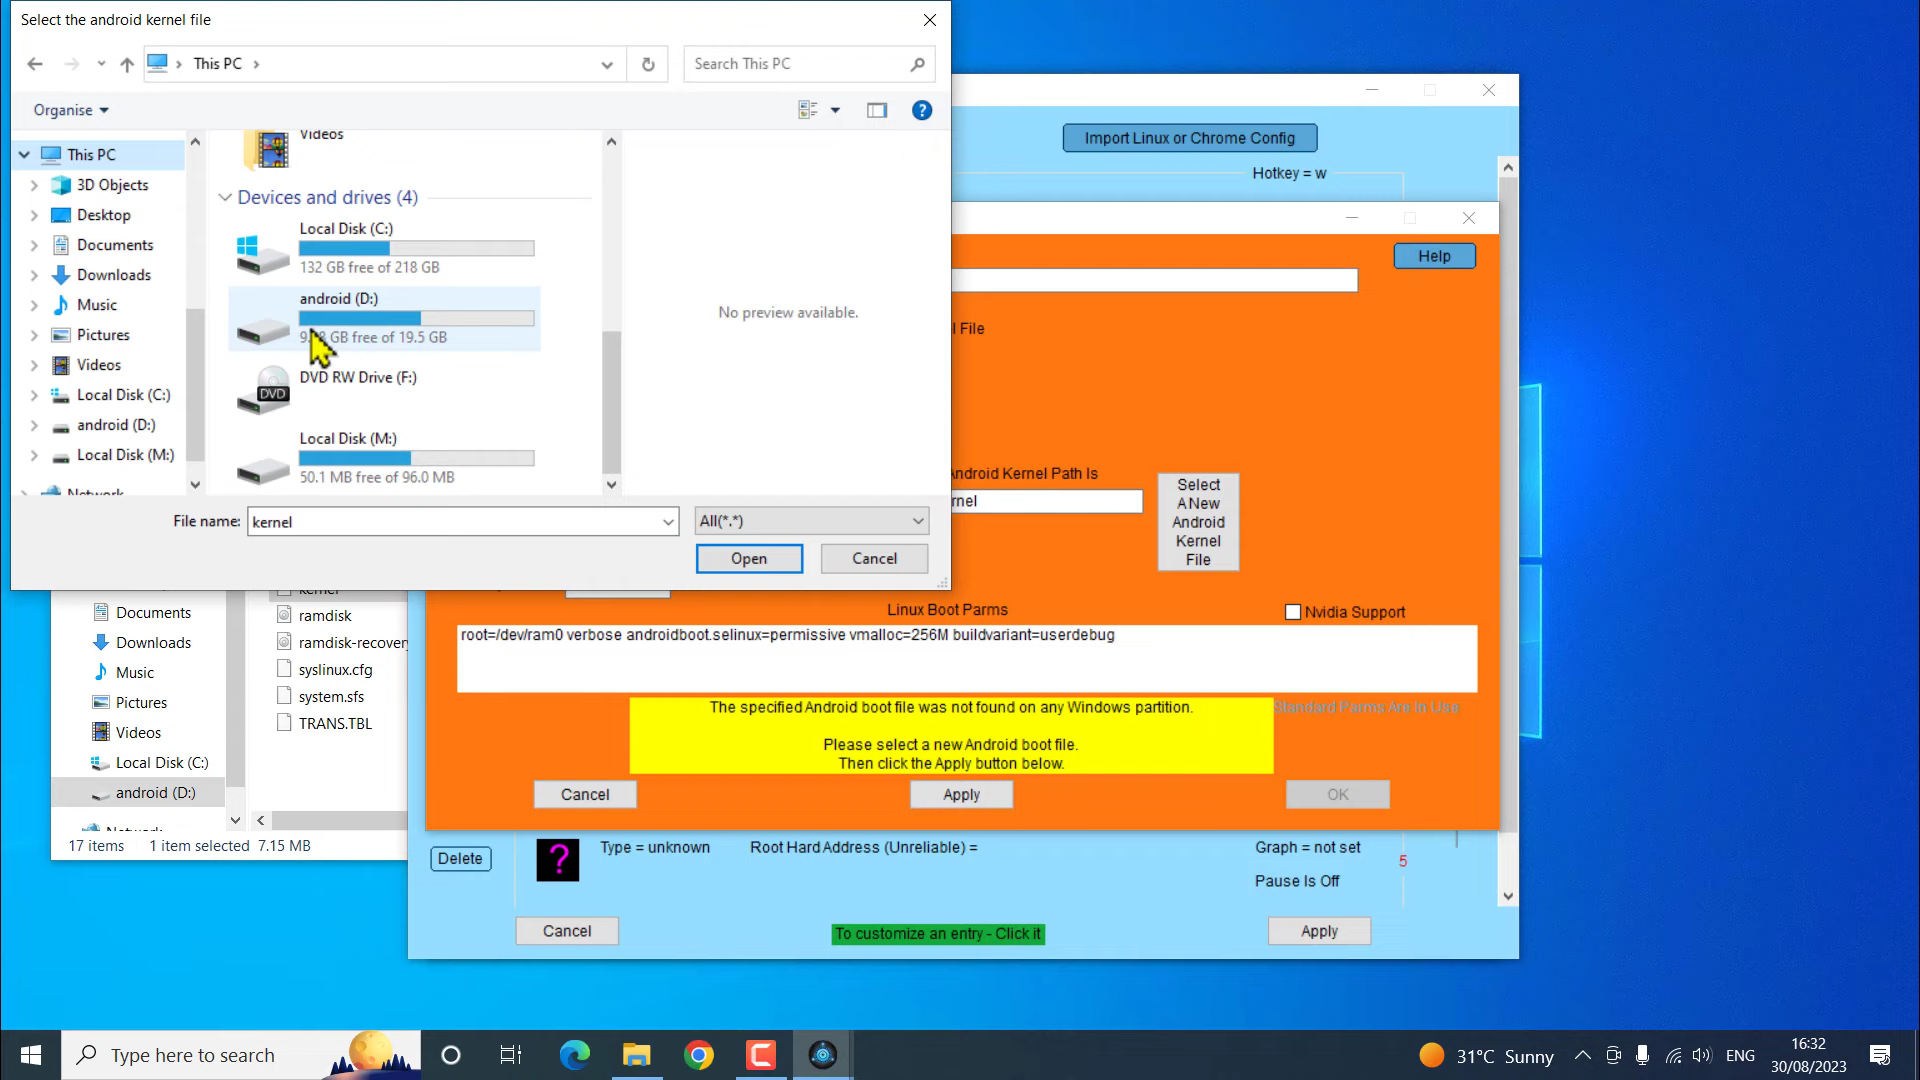 Select the android kernel file
This PC
Search This PC
Organise
This PC
3D Objects
Desktop
Documents
Downloads
Music
Pictures
Videos
Local Disk (C:)
android (D:)
Local Disk (M:)
Network
Videos
Devices and drives (4)
Local Disk (C:)
132 GB free of 218 GB
android (D:)
GB free of 19.5 GB
DVD RW Drive (F:)
DVD
Local Disk (M:)
50.1 MB free of 96.0 MB
No preview available.
File name: kernel
All(*.*)
Open
Cancel
Import Linux or Chrome Config
Hotkey = w
Help
File
Android Kernel Path Is
rnel
Select
A New
Android
Kernel
File
Linux Boot Parms
Nvidia Support
root=/dev/ram0 verbose androidboot.selinux=permissive vmalloc=256M buildvariant=userdebug
The specified Android boot file was not found on any Windows partition.
Standard Parms Are In Use
Please select a new Android boot file.
Then click the Apply button below.
Cancel
Apply
OK
Documents
Downloads
Music
Pictures
Videos
Local Disk (C:)
android (D:)
Network
kernel
ramdisk
ramdisk-recovery
syslinux.cfg
system.sfs
TRANS.TBL
17 items 1 item selected 7.15 MB
Delete
?
Type = unknown
Root Hard Address (Unreliable) =
Graph = not set
5
Pause Is Off
Cancel
To customize an entry - Click it
Apply
Type here to search
31°C Sunny
ENG
16:32
30/08/2023